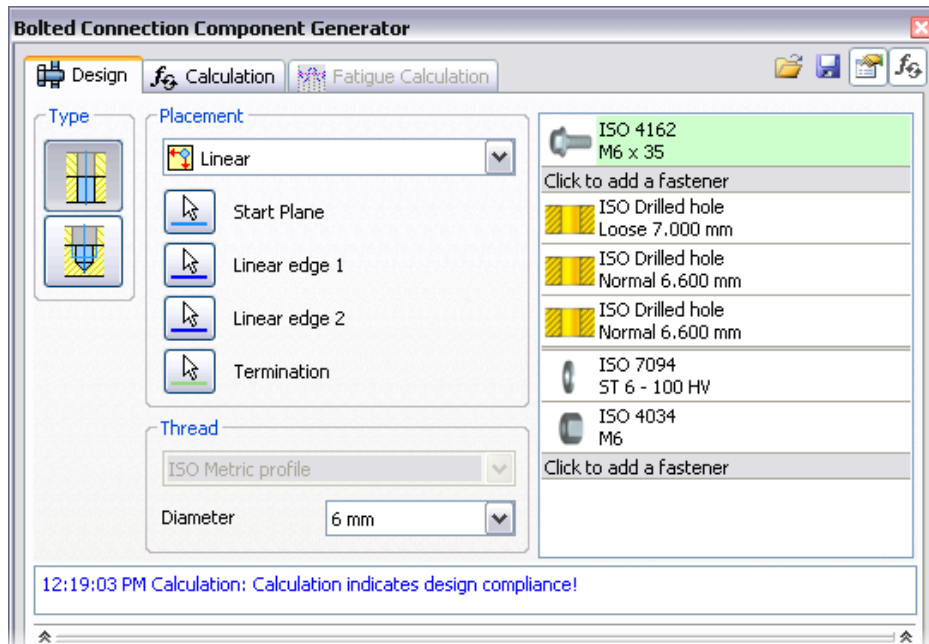 Bolted Connection Component Generator
Design
Calculation
Fatigue Calculation
Type
Placement
Linear
Start Plane
Linear edge 1
Linear edge 2
Termination
Thread
ISO Metric profile
Diameter
6 mm
ISO 4162
M6 x 35
Click to add a fastener
ISO Drilled hole
Loose 7.000 mm
ISO Drilled hole
Normal 6.600 mm
ISO Drilled hole
Normal 6.600 mm
ISO 7094
ST 6 - 100 HV
ISO 4034
M6
Click to add a fastener
12:19:03 PM Calculation: Calculation indicates design compliance!